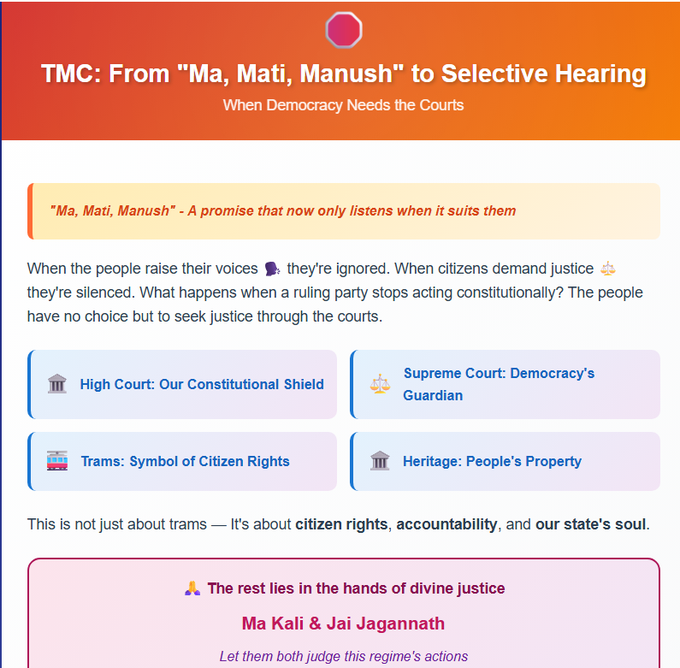 TMC: From "Ma, Mati, Manush" to Selective Hearing
When Democracy Needs the Courts
"Ma, Mati, Manush" - A promise that now only listens when it suits them
When the people raise their voices 🗣️ they're ignored. When citizens demand justice ⚖️
they're silenced. What happens when a ruling party stops acting constitutionally? The people
have no choice but to seek justice through the courts.
High Court: Our Constitutional Shield
Supreme Court: Democracy's
Guardian
Trams: Symbol of Citizen Rights
Heritage: People's Property
This is not just about trams — It's about citizen rights, accountability, and our state's soul.
🙏 The rest lies in the hands of divine justice
Ma Kali & Jai Jagannath
Let them both judge this regime's actions